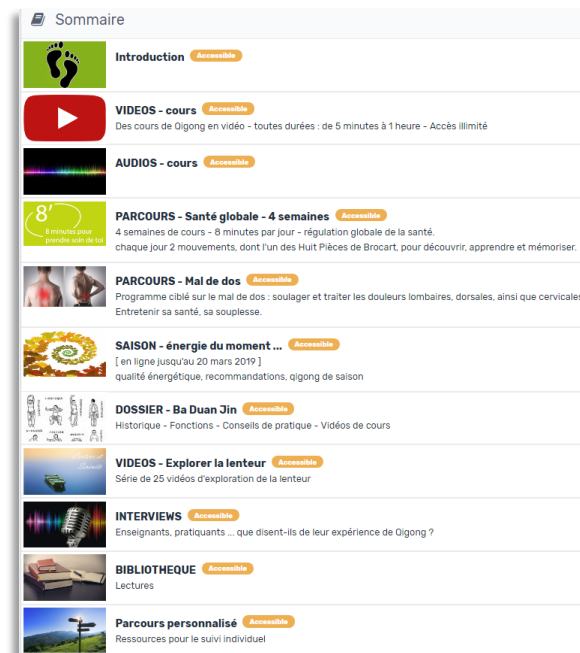 Sommaire
Introduction Accessible
VIDEOS - cours Accessible
Des cours de Qigong en vidéo - toutes durées : de 5 minutes à 1 heure - Accès illimité
AUDIOS - cours Accessible
8'
8 minutes pour
prendre soin de toi
PARCOURS - Santé globale - 4 semaines Accessible
4 semaines de cours - 8 minutes par jour - régulation globale de la santé.
chaque jour 2 mouvements, dont l'un des Huit Pièces de Brocart, pour découvrir, apprendre et mémoriser.
PARCOURS - Mal de dos Accessible
Programme ciblé sur le mal de dos : soulager et traiter les douleurs lombaires, dorsales, ainsi que cervicales
Entretenir sa santé, sa souplesse.
SAISON - énergie du moment ... Accessible
[ en ligne jusqu'au 20 mars 2019 ]
qualité énergétique, recommandations, qigong de saison
DOSSIER - Ba Duan Jin Accessible
Historique - Fonctions - Conseils de pratique - Vidéos de cours
VIDEOS - Explorer la lenteur Accessible
Série de 25 vidéos d'exploration de la lenteur
INTERVIEWS Accessible
Enseignants, pratiquants ... que disent-ils de leur expérience de Qigong ?
BIBLIOTHEQUE Accessible
Lectures
Parcours personnalisé Accessible
Ressources pour le suivi individuel